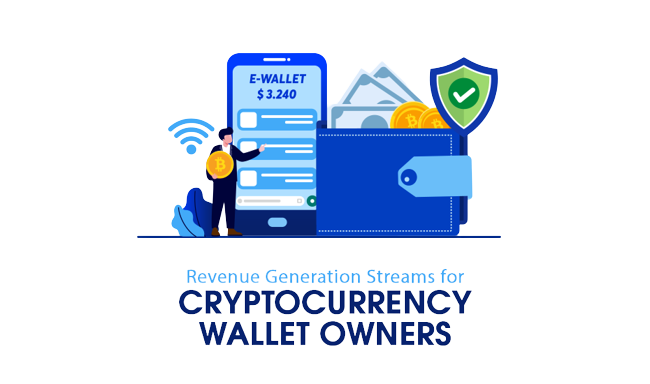 E-WALLET
$ 3.240
Revenue Generation Streams for
CRYPTOCURRENCY
WALLET OWNERS